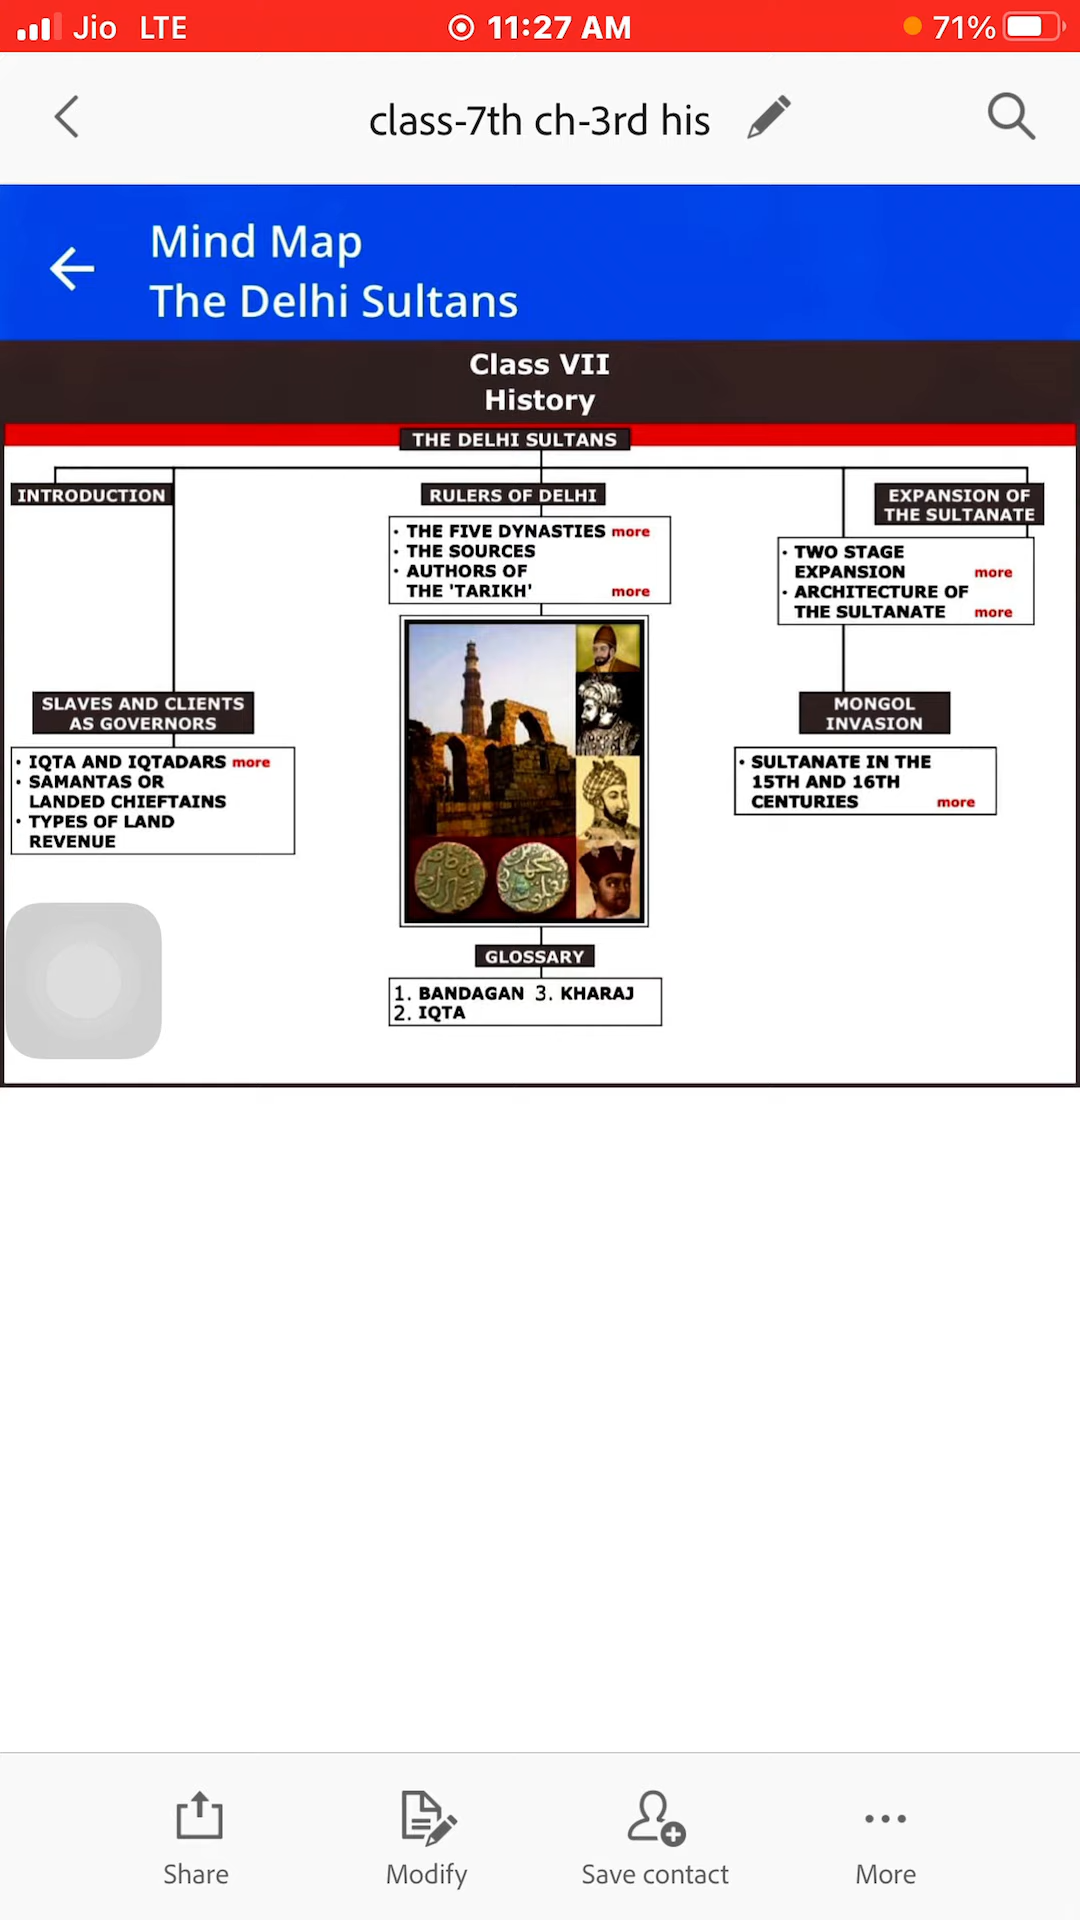 Jio LTE 11:27 AM 71%
class-7th ch-3rd his
Mind Map
The Delhi Sultans
Class VII
History
THE DELHI SULTANS
INTRODUCTION
RULERS OF DELHI
· THE FIVE DYNASTIES more
· THE SOURCES
· AUTHORS OF
THE 'TARIKH' more
EXPANSION OF
THE SULTANATE
· TWO STAGE
EXPANSION more
· ARCHITECTURE OF
THE SULTANATE more
SLAVES AND CLIENTS
AS GOVERNORS
· IQTA AND IQTADARS more
· SAMANTAS OR
LANDED CHIEFTAINS
· TYPES OF LAND
REVENUE
MONGOL
INVASION
· SULTANATE IN THE
15TH AND 16TH
CENTURIES more
GLOSSARY
1. BANDAGAN 3. KHARAJ
2. IQTA
Share Modify Save contact More